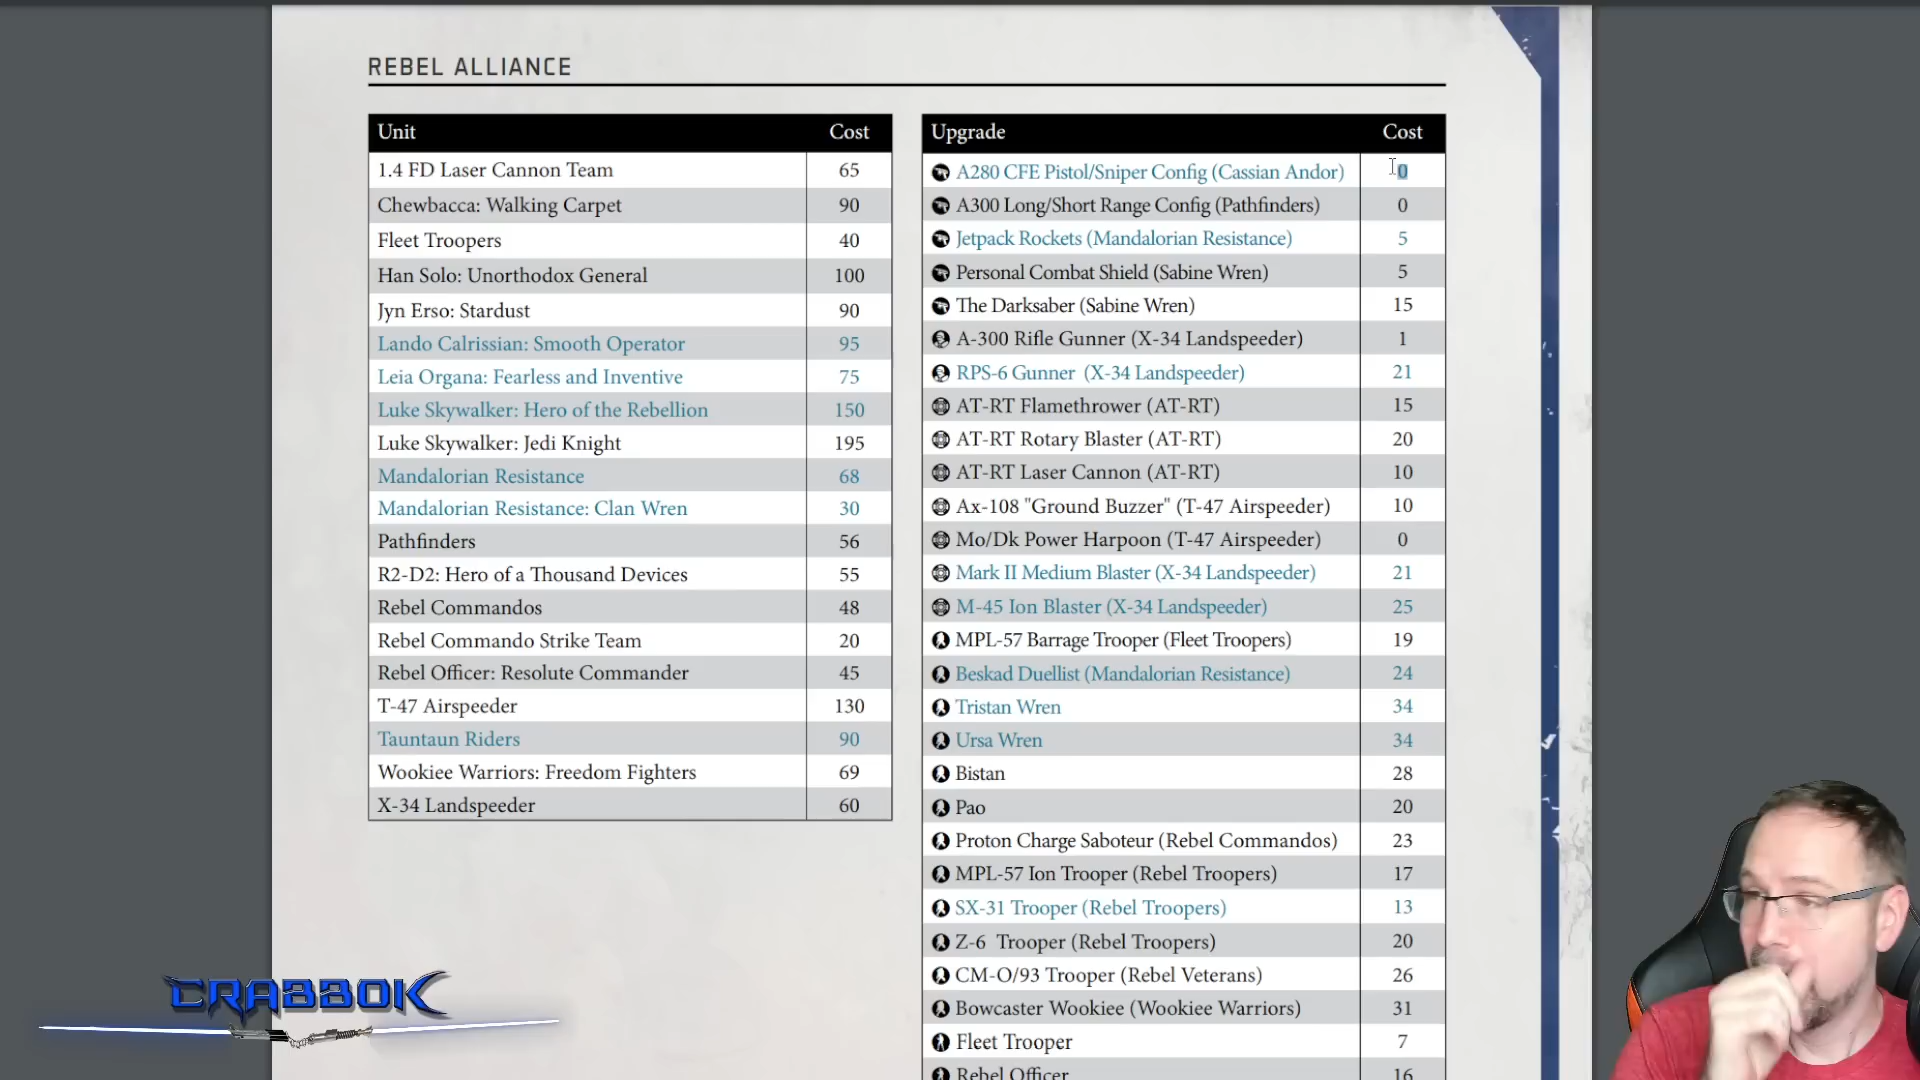 REBEL ALLIANCE
Unit Cost
1.4 FD Laser Cannon Team 65
Chewbacca: Walking Carpet 90
Fleet Troopers 40
Han Solo: Unorthodox General 100
Jyn Erso: Stardust 90
Lando Calrissian: Smooth Operator 95
Leia Organa: Fearless and Inventive 75
Luke Skywalker: Hero of the Rebellion 150
Luke Skywalker: Jedi Knight 195
Mandalorian Resistance 68
Mandalorian Resistance: Clan Wren 30
Pathfinders 56
R2-D2: Hero of a Thousand Devices 55
Rebel Commandos 48
Rebel Commando Strike Team 20
Rebel Officer: Resolute Commander 45
T-47 Airspeeder 130
Tauntaun Riders 90
Wookiee Warriors: Freedom Fighters 69
X-34 Landspeeder 60
Upgrade Cost
A280 CFE Pistol/Sniper Config (Cassian Andor) 0
A300 Long/Short Range Config (Pathfinders) 0
Jetpack Rockets (Mandalorian Resistance) 5
Personal Combat Shield (Sabine Wren) 5
The Darksaber (Sabine Wren) 15
A-300 Rifle Gunner (X-34 Landspeeder) 1
RPS-6 Gunner (X-34 Landspeeder) 21
AT-RT Flamethrower (AT-RT) 15
AT-RT Rotary Blaster (AT-RT) 20
AT-RT Laser Cannon (AT-RT) 10
Ax-108 "Ground Buzzer" (T-47 Airspeeder) 10
Mo/Dk Power Harpoon (T-47 Airspeeder) 0
Mark II Medium Blaster (X-34 Landspeeder) 21
M-45 Ion Blaster (X-34 Landspeeder) 25
MPL-57 Barrage Trooper (Fleet Troopers) 19
Beskad Duellist (Mandalorian Resistance) 24
Tristan Wren 34
Ursa Wren 34
Bistan 28
Pao 20
Proton Charge Saboteur (Rebel Commandos) 23
MPL-57 Ion Trooper (Rebel Troopers) 17
SX-31 Trooper (Rebel Troopers) 13
Z-6 Trooper (Rebel Troopers) 20
CM-O/93 Trooper (Rebel Veterans) 26
Bowcaster Wookiee (Wookiee Warriors) 31
Fleet Trooper 7
Rebel Officer 16
CRABBOK